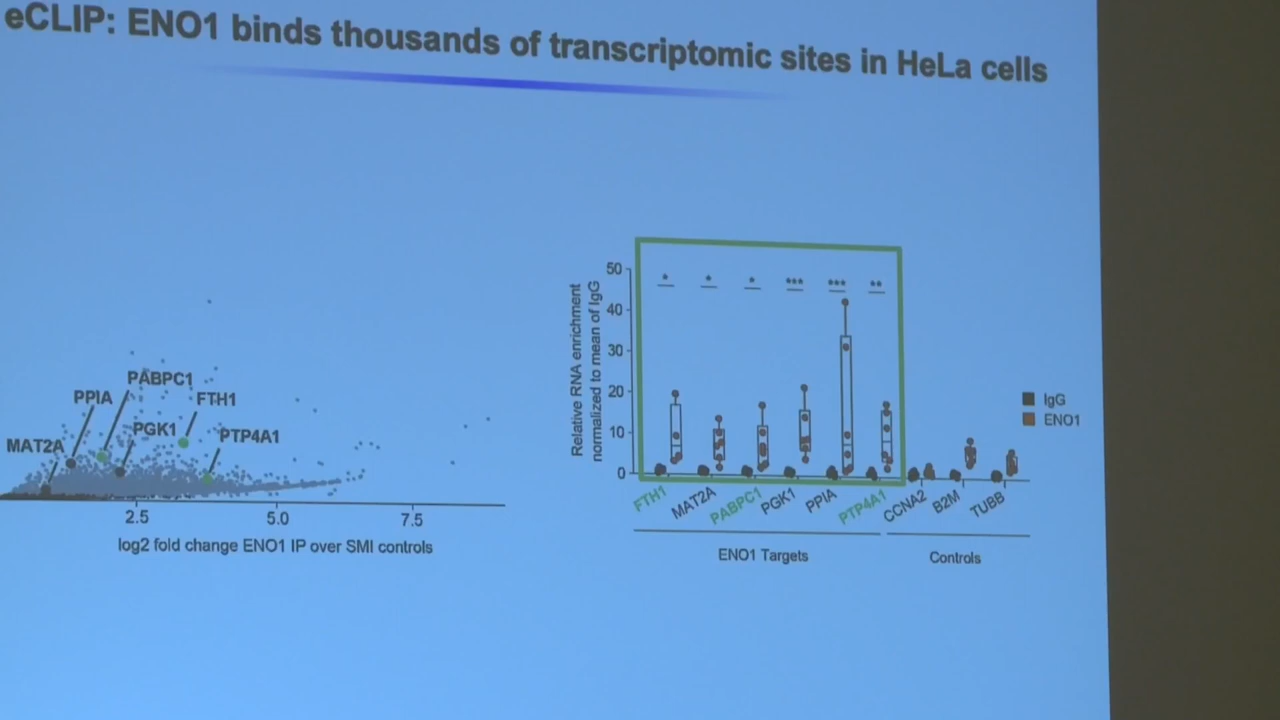 eCLIP: ENO1 binds thousands of transcriptomic sites in HeLa cells
PABPC1
PPIA
FTH1
PGK1
MAT2A
PTP4A1
2.5
5.0
7.5
log2 fold change ENO1 IP over SMI controls
Relative RNA enrichment
normalized to mean of IgG
50
40
30
20
10
0
*
*
*
***
***
**
FTH1
MAT2A
PABPC1
PGK1
PPIA
PTP4A1
CCNA2
B2M
TUBB
ENO1 Targets
Controls
IgG
ENO1